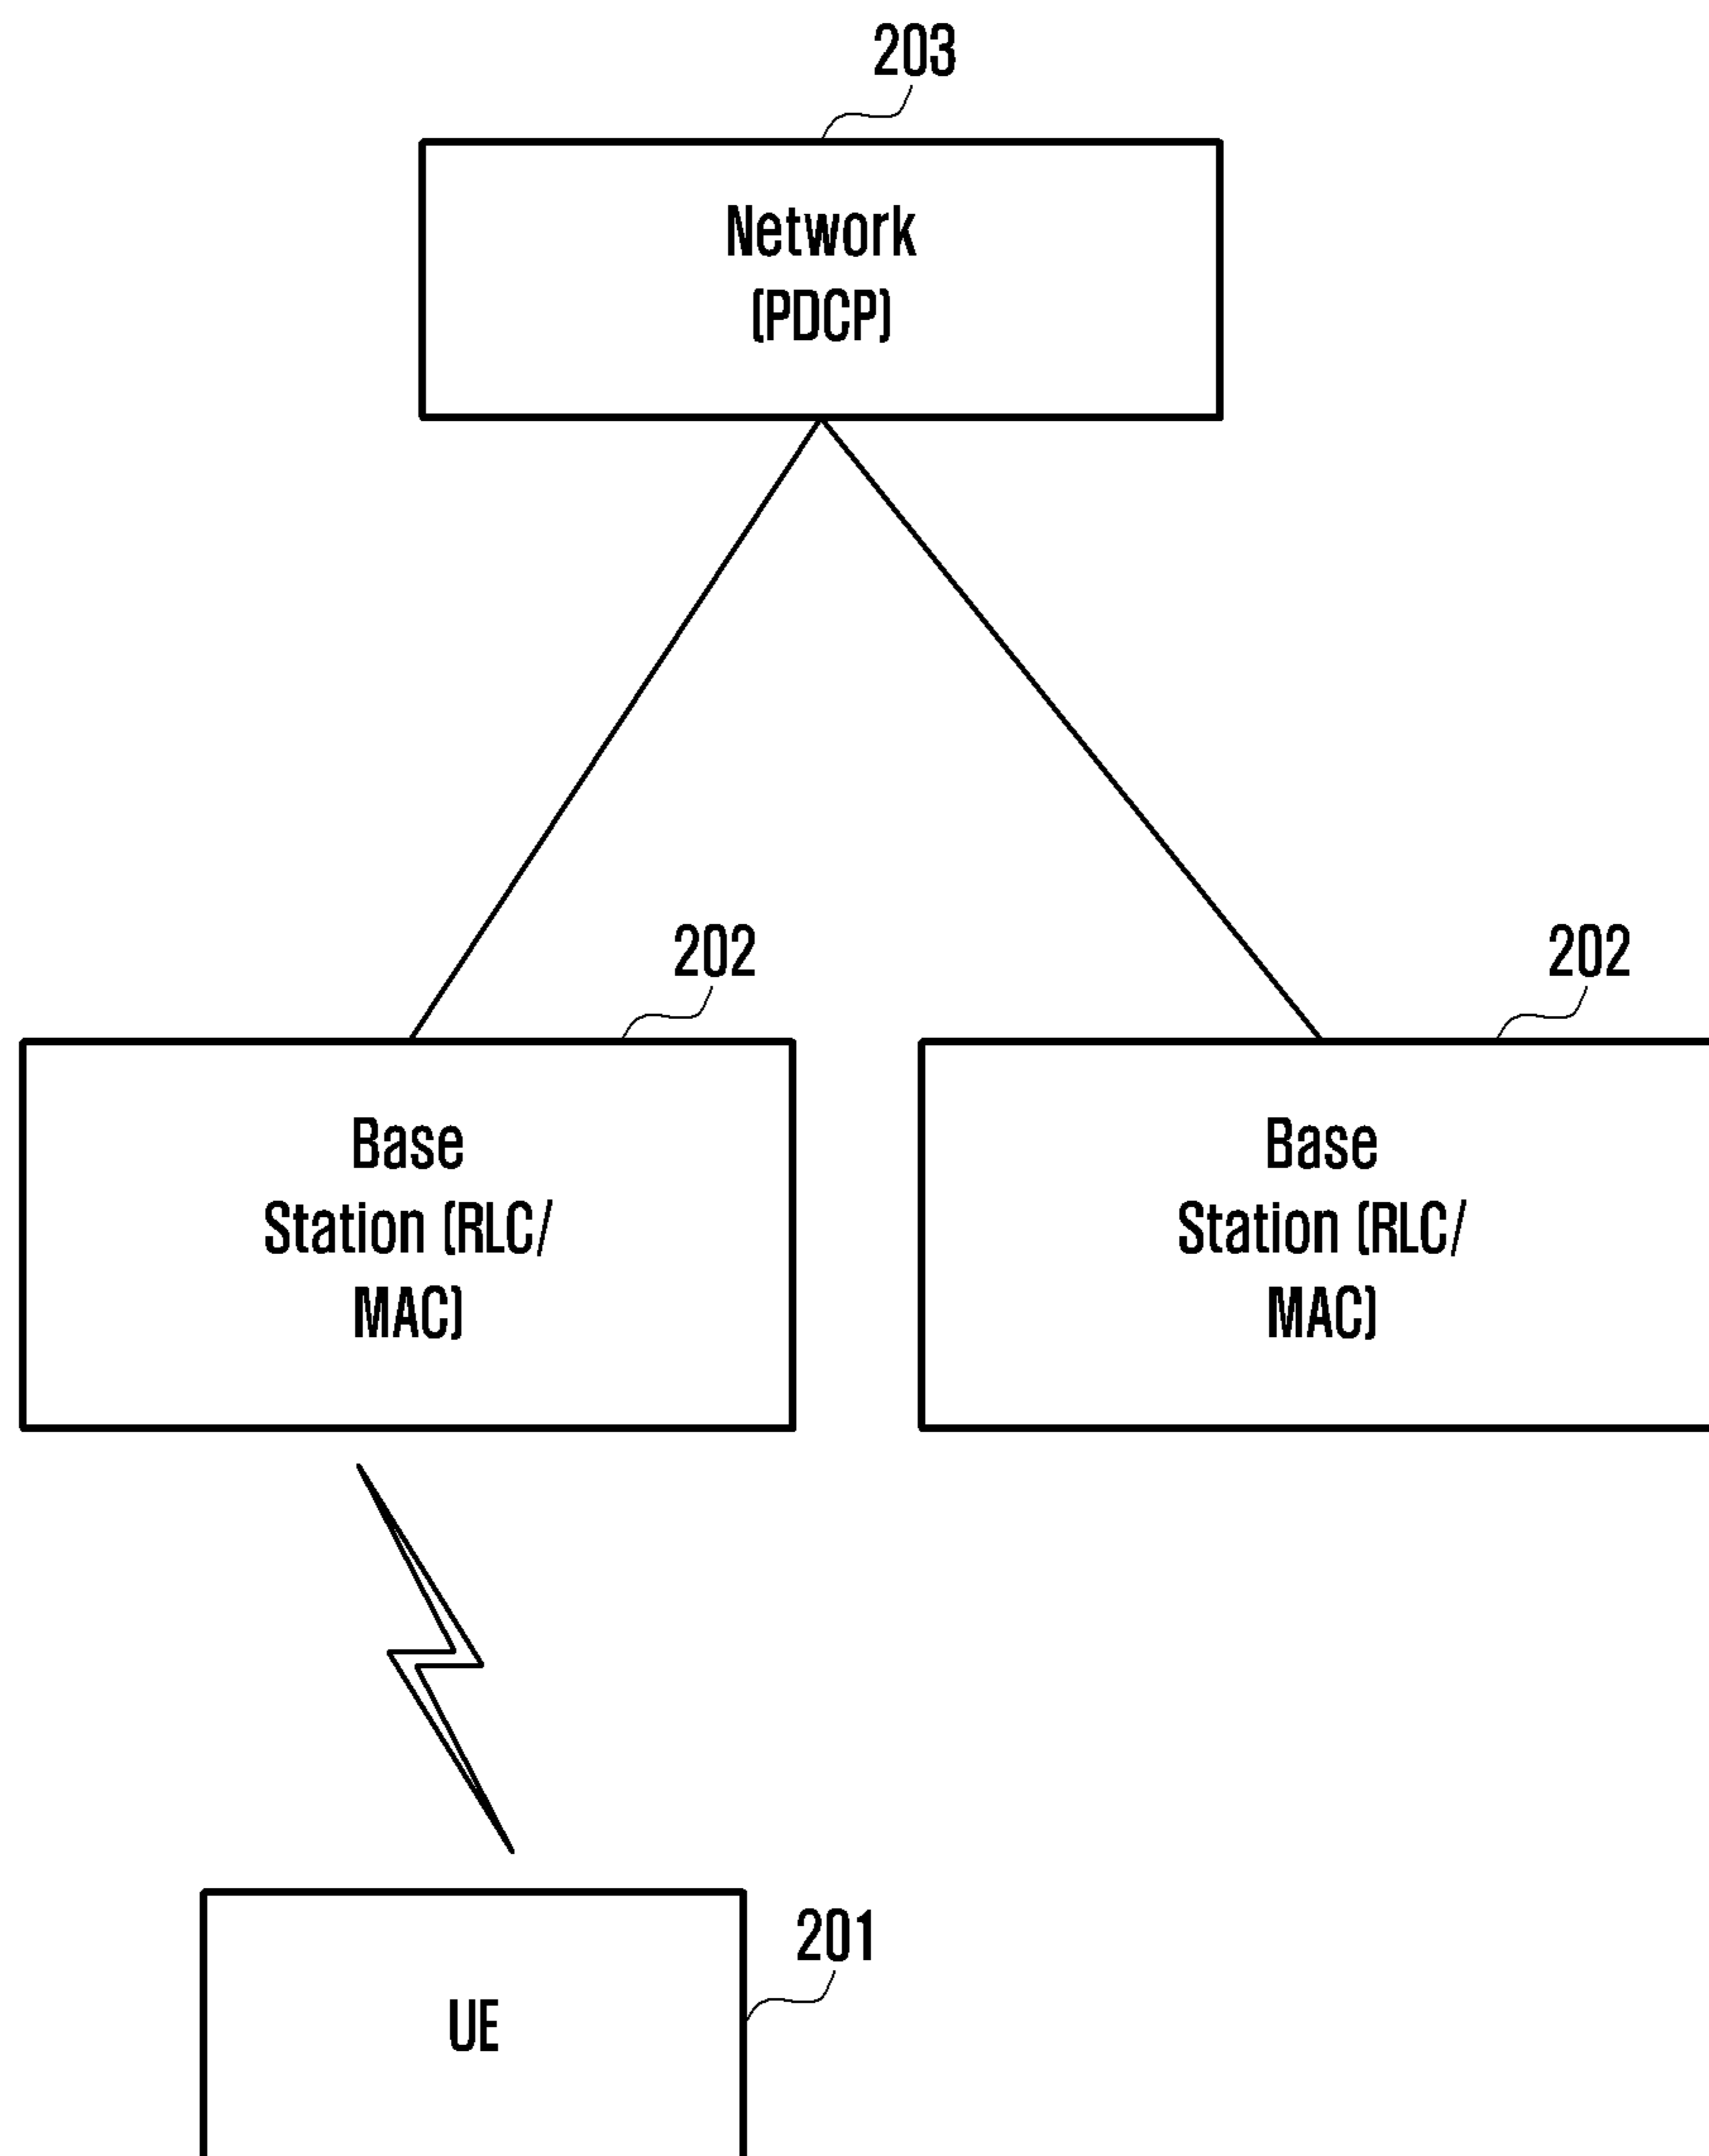 203
Network
(PDCP)
202
202
Base
Station (RLC/
MAC)
Base
Station (RLC/
MAC)
201
UE